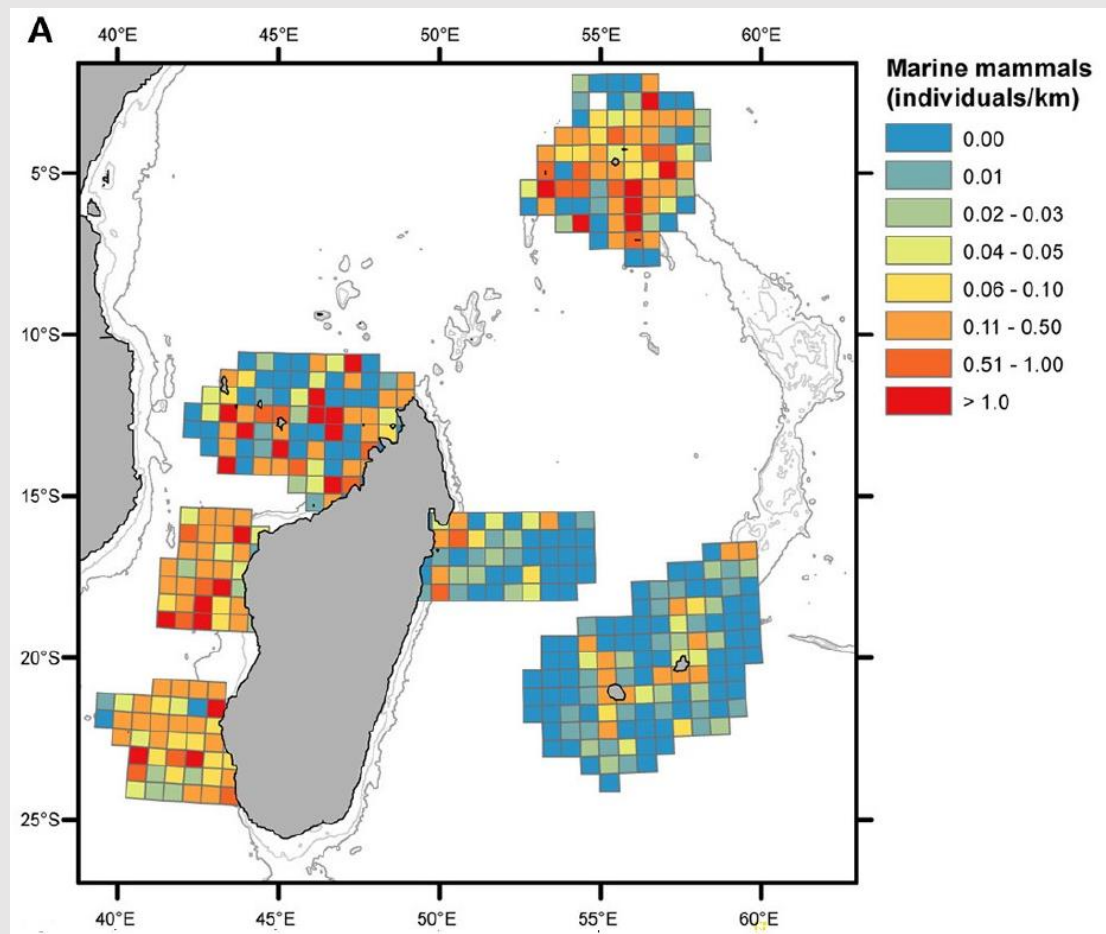 A
40°E 45°E 50°E 55°E 60°E
Marine mammals
(individuals/km)
0.00
0.01
0.02 - 0.03
0.04 - 0.05
0.06 - 0.10
0.11 - 0.50
0.51 - 1.00
> 1.0
5°S
10°S
15°S
20°S
25°S
40°E 45°E 50°E 55°E 60°E